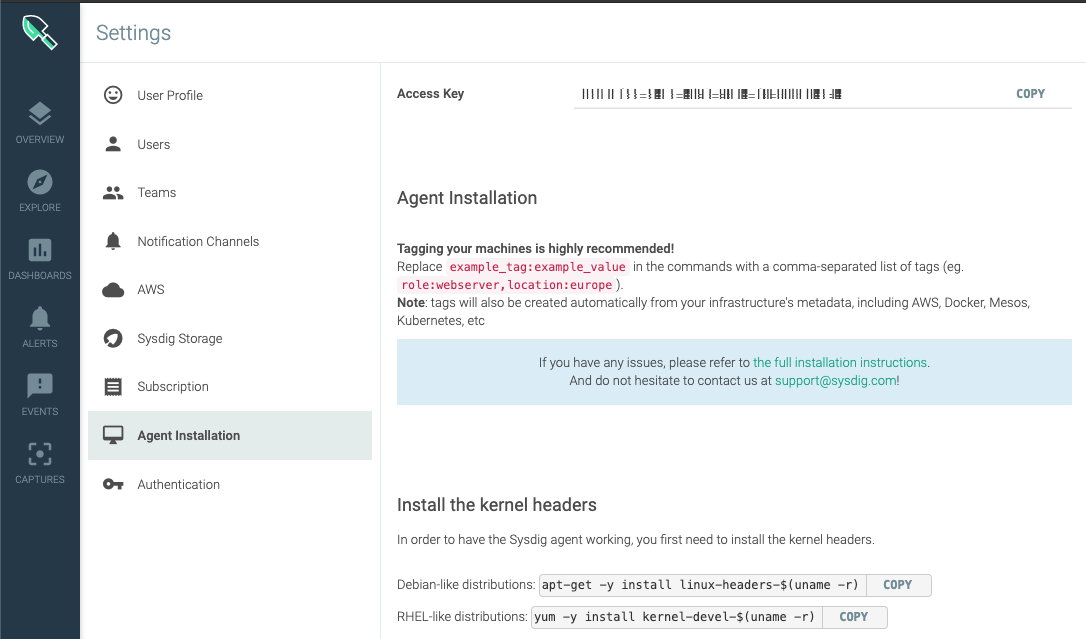 Settings
OVERVIEW
EXPLORE
DASHBOARDS
ALERTS
EVENTS
CAPTURES
User Profile
Users
Teams
Notification Channels
AWS
Sysdig Storage
Subscription
Agent Installation
Authentication
Access Key
COPY
Agent Installation
Tagging your machines is highly recommended!
Replace example_tag:example_value in the commands with a comma-separated list of tags (eg.
role:webserver,location:europe ).
Note: tags will also be created automatically from your infrastructure's metadata, including AWS, Docker, Mesos,
Kubernetes, etc
If you have any issues, please refer to the full installation instructions.
And do not hesitate to contact us at support@sysdig.com!
Install the kernel headers
In order to have the Sysdig agent working, you first need to install the kernel headers.
Debian-like distributions: apt-get -y install linux-headers-$(uname -r) COPY
RHEL-like distributions: yum -y install kernel-devel-$(uname -r) COPY